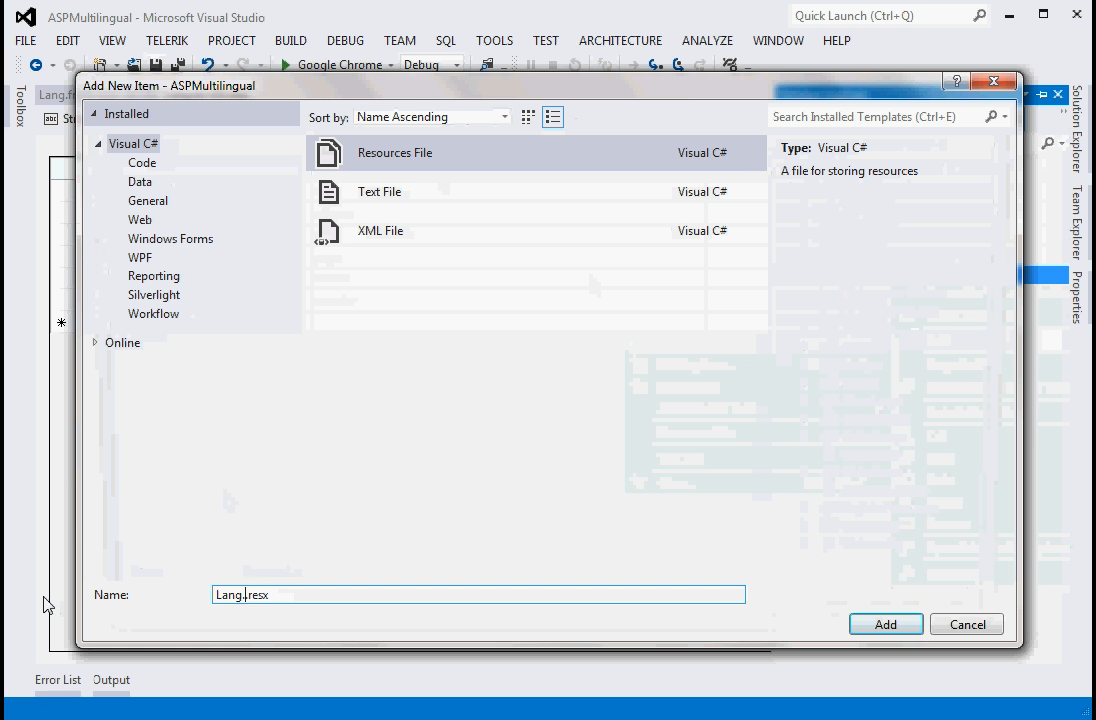 ASPMultilingual - Microsoft Visual Studio
Quick Launch (Ctrl+Q)
FILE EDIT VIEW TELERIK PROJECT BUILD DEBUG TEAM SQL TOOLS TEST ARCHITECTURE ANALYZE WINDOW HELP
Google Chrome Debug
Add New Item - ASPMultilingual
Toolbox
Installed
Sort by: Name Ascending
Search Installed Templates (Ctrl+E)
Visual C#
Code
Data
General
Web
Windows Forms
WPF
Reporting
Silverlight
Workflow
Online
Resources File Visual C#
Text File Visual C#
XML File Visual C#
Type: Visual C#
A file for storing resources
Solution Explorer
Team Explorer
Properties
Name: Lang..resx
Add Cancel
Error List Output